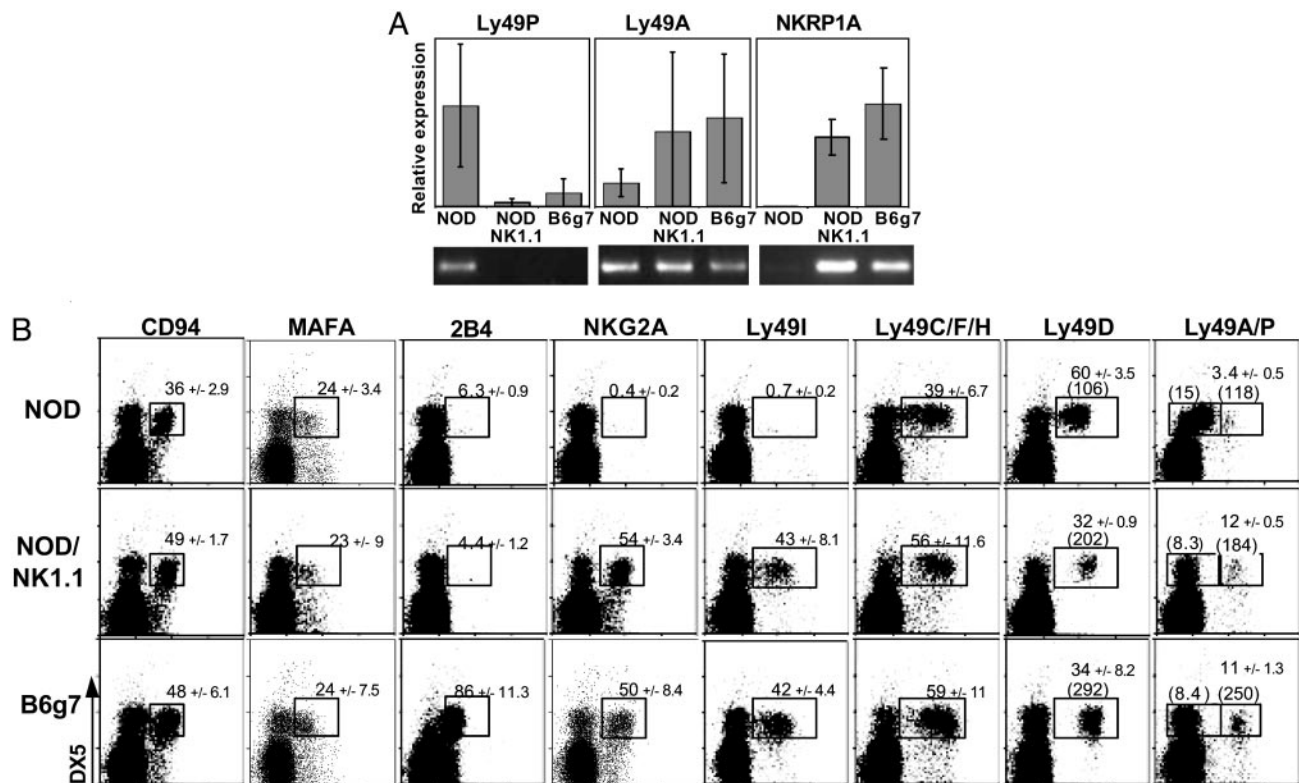 A
Ly49P Ly49A NKRP1A
Relative expression
NOD NOD B6g7 NOD NOD B6g7 NOD NOD B6g7
NK1.1 NK1.1 NK1.1
B
CD94 MAFA 2B4 NKG2A Ly49I Ly49C/F/H Ly49D Ly49A/P
NOD
36 +/- 2.9 24 +/- 3.4 6.3 +/- 0.9 0.4 +/- 0.2 0.7 +/- 0.2 39 +/- 6.7 60 +/- 3.5 3.4 +/- 0.5
(106) (15) (118)
NOD/
NK1.1
49 +/- 1.7 23 +/- 9 4.4 +/- 1.2 54 +/- 3.4 43 +/- 8.1 56 +/- 11.6 32 +/- 0.9 12 +/- 0.5
(202) (8.3) (184)
B6g7
48 +/- 6.1 24 +/- 7.5 86 +/- 11.3 50 +/- 8.4 42 +/- 4.4 59 +/- 11 34 +/- 8.2 11 +/- 1.3
(292) (8.4) (250)
DX5